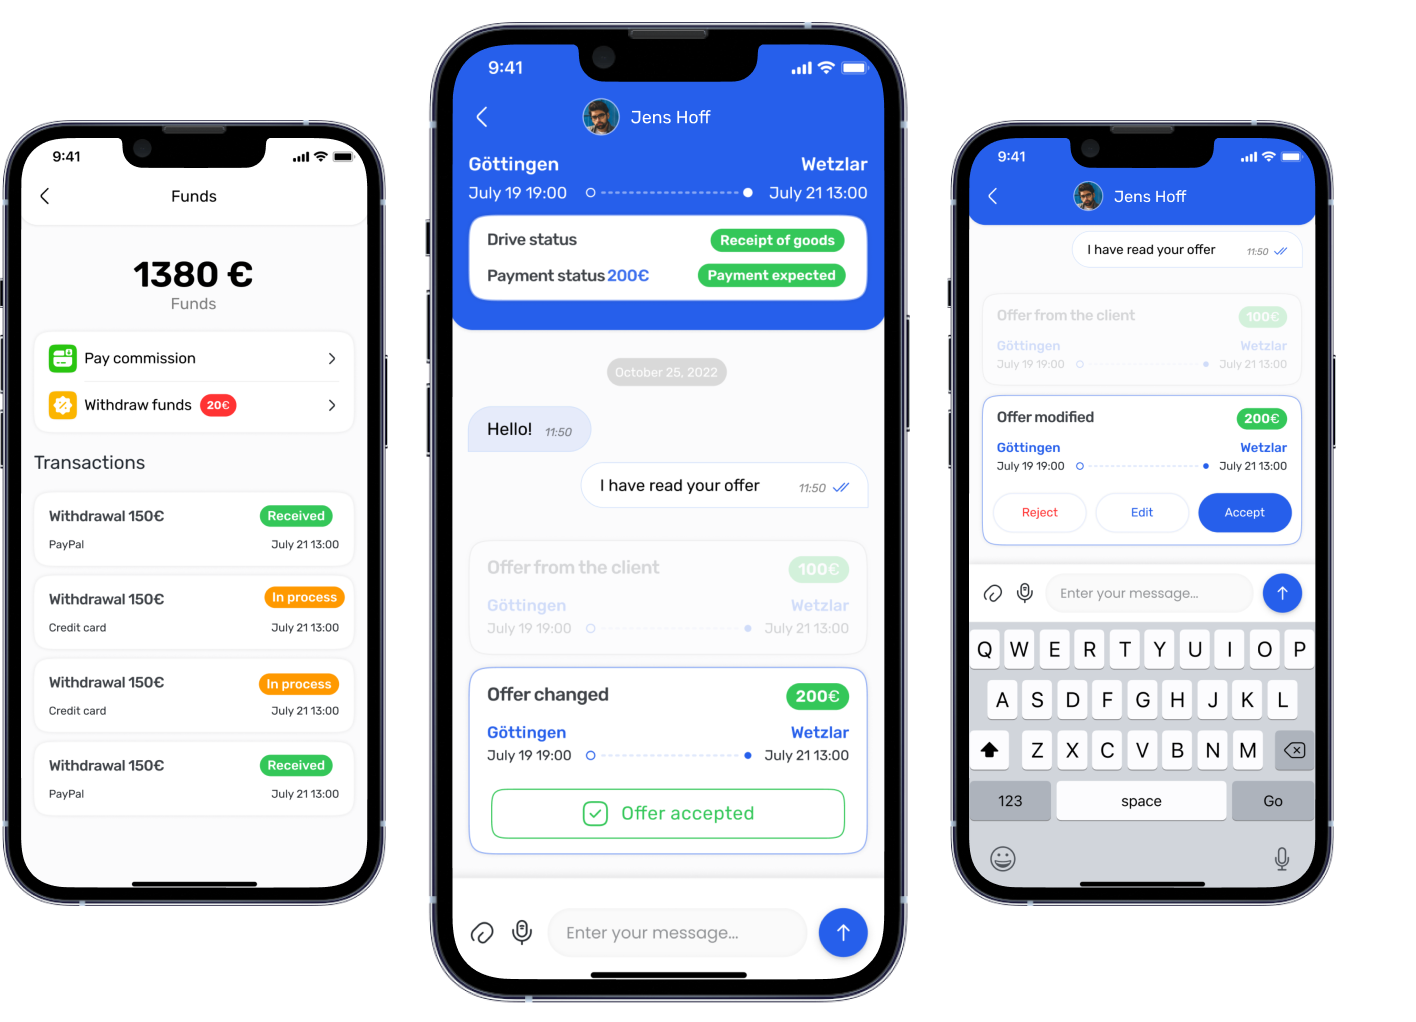 9:41
Funds
1380 €
Funds
Pay commission
Withdraw funds 20€
Transactions
Withdrawal 150€ Received
PayPal July 21 13:00
Withdrawal 150€ In process
Credit card July 21 13:00
Withdrawal 150€ In process
Credit card July 21 13:00
Withdrawal 150€ Received
PayPal July 21 13:00
9:41
Jens Hoff
Göttingen Wetzlar
July 19 19:00 July 21 13:00
Drive status Receipt of goods
Payment status 200€ Payment expected
October 25, 2022
Hello! 11:50
I have read your offer 11:50
Offer from the client 100€
Göttingen Wetzlar
July 19 19:00 July 21 13:00
Offer changed 200€
Göttingen Wetzlar
July 19 19:00 July 21 13:00
Offer accepted
Enter your message...
9:41
Jens Hoff
I have read your offer 11:50
Offer from the client 100€
Göttingen Wetzlar
July 19 19:00 July 21 13:00
Offer modified 200€
Göttingen Wetzlar
July 19 19:00 July 21 13:00
Reject Edit Accept
Enter your message...
Q W E R T Y U I O P
A S D F G H J K L
Z X C V B N M
123 space Go